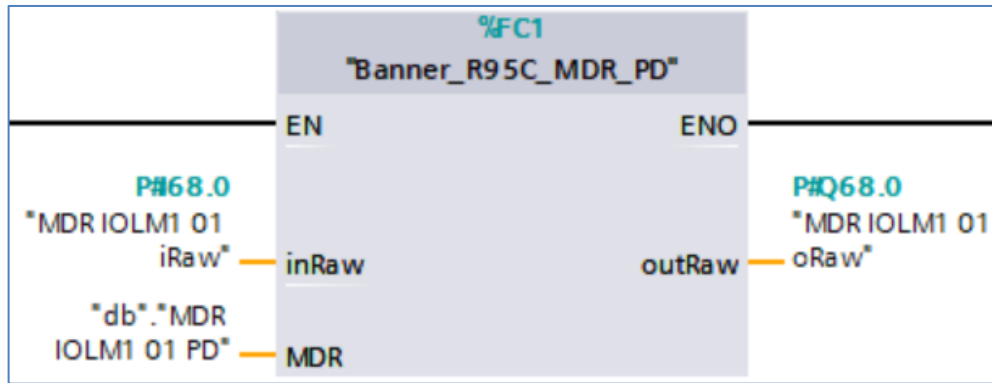 %FC1
"Banner_R95C_MDR_PD"
EN
ENO
P#I68.0
"MDR IOLM1 01
iRaw"
inRaw
P#Q68.0
"MDR IOLM1 01
oRaw"
outRaw
"db"."MDR
IOLM1 01 PD"
MDR